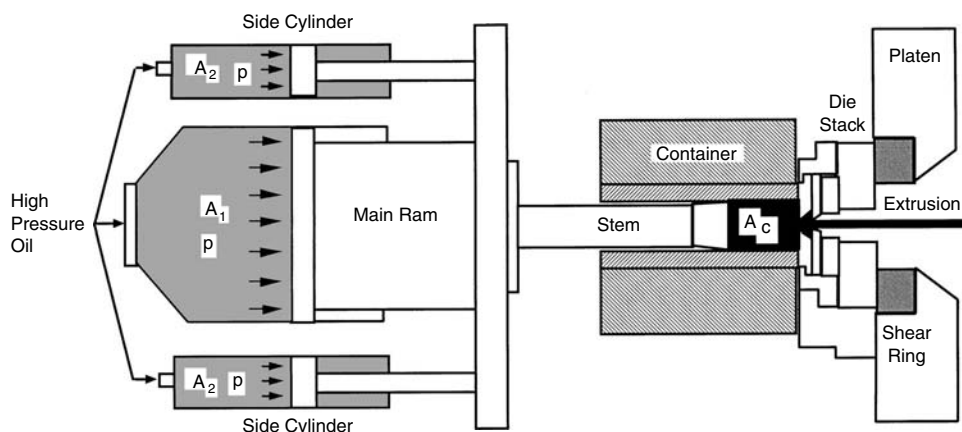 Side Cylinder
A2 p
High
Pressure
Oil
A1
p
Main Ram
A2 p
Side Cylinder
Container
Stem
Ac
Die
Stack
Platen
Extrusion
Shear
Ring